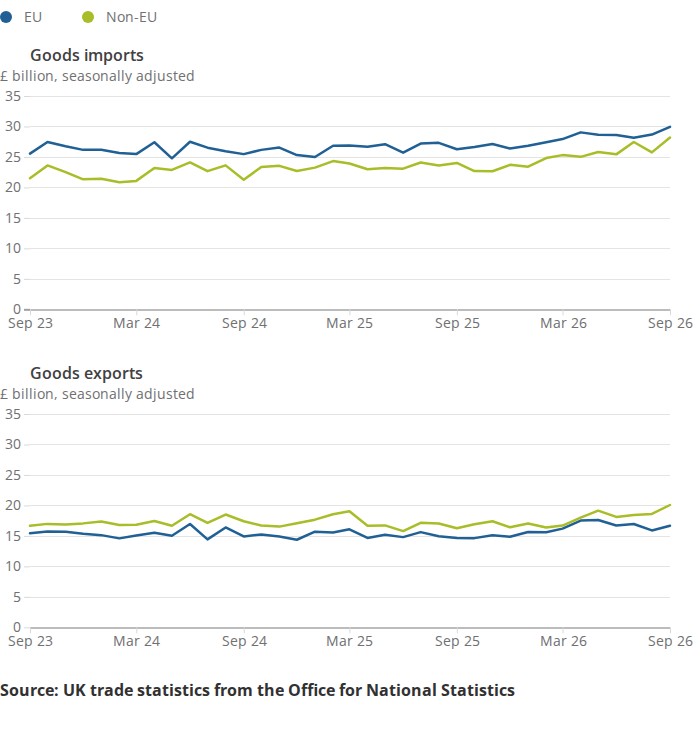 EU Non-EU
Goods imports
£ billion, seasonally adjusted
35
30
25
20
15
10
5
0
Sep 23 Mar 24 Sep 24 Mar 25 Sep 25 Mar 26 Sep 26
Goods exports
£ billion, seasonally adjusted
35
30
25
20
15
10
5
0
Sep 23 Mar 24 Sep 24 Mar 25 Sep 25 Mar 26 Sep 26
Source: UK trade statistics from the Office for National Statistics